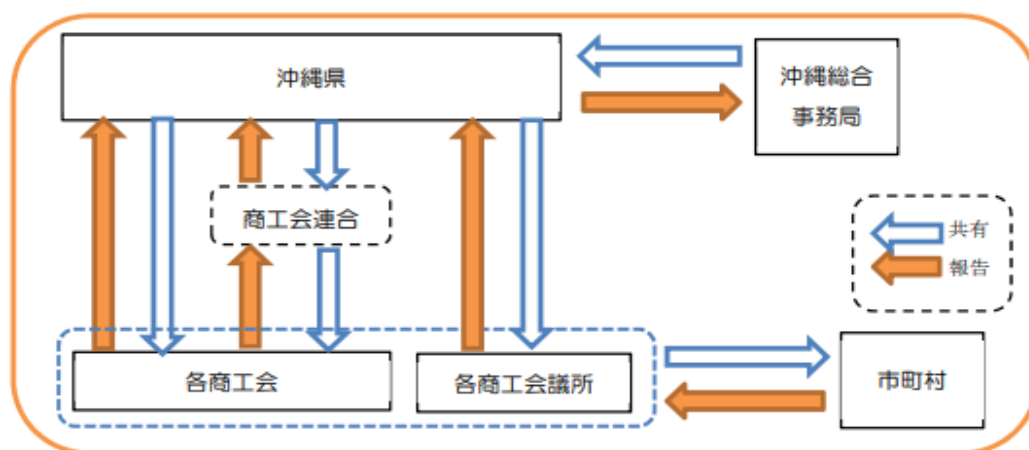 沖縄県
沖縄総合
事務局
商工会連合
共有
報告
各商工会
各商工会議所
市町村